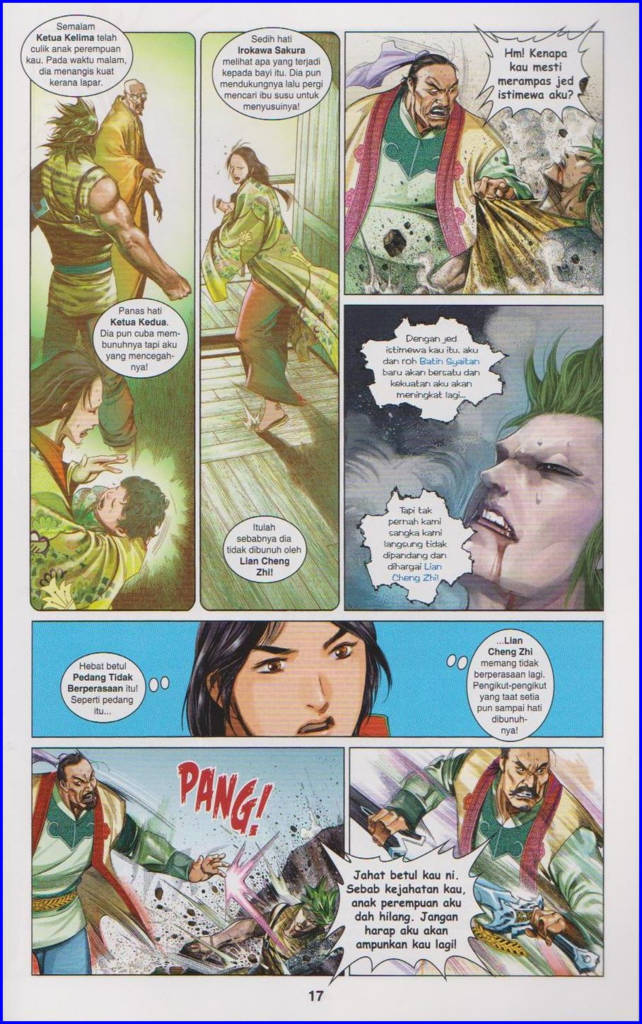 Semalam
Ketua Kelima telah
culik anak perempuan
kau. Pada waktu malam,
dia menangis kuat
kerana lapar.
Panas hati
Ketua Kedua.
Dia pun cuba mem-
bunuhnya tapi aku
yang mencegah-
nya!
Sedih hati
Irokawa Sakura
melihat apa yang terjadi
kepada bayi itu. Dia pun
mendukungnya lalu pergi
mencari ibu susu untuk
menyusuinya!
Itulah
sebabnya dia
tidak dibunuh oleh
Lian Cheng
Zhi!
Hm! Kenapa
kau mesti
merampas jed
istimewa aku?
Dengan jed
istimewa kau itu, aku
dan roh Batin Syaitan
baru akan bersatu dan
kekuatan aku akan
meningkat lagi...
Tapi tak
pernah kami
sangka kami
langsung tidak
dipandang dan
dihargai Lian
Cheng Zhi!
Hebat betul
Pedang Tidak
Berperasaan itu!
Seperti pedang
itu...
...Lian
Cheng Zhi
memang tidak
berperasaan lagi.
Pengikut-pengikut
yang taat setia
pun sampai hati
dibunuh-
nya!
PANG!
Jahat betul kau ni.
Sebab kejahatan kau,
anak perempuan aku
dah hilang. Jangan
harap aku akan
ampunkan kau lagi!
17